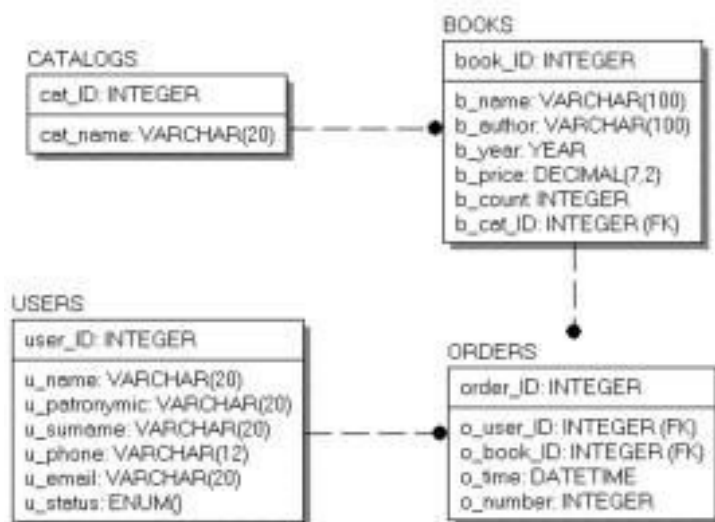 CATALOGS
cat_ID: INTEGER
cat_name: VARCHAR(20)
BOOKS
book_ID: INTEGER
b_name: VARCHAR(100)
b_author: VARCHAR(100)
b_year: YEAR
b_price: DECIMAL(7,2)
b_count: INTEGER
b_cat_ID: INTEGER (FK)
USERS
user_ID: INTEGER
u_name: VARCHAR(20)
u_patronymic: VARCHAR(20)
u_surname: VARCHAR(20)
u_phone: VARCHAR(12)
u_email: VARCHAR(20)
u_status: ENUM()
ORDERS
order_ID: INTEGER
o_user_ID: INTEGER (FK)
o_book_ID: INTEGER (FK)
o_time: DATETIME
o_number: INTEGER